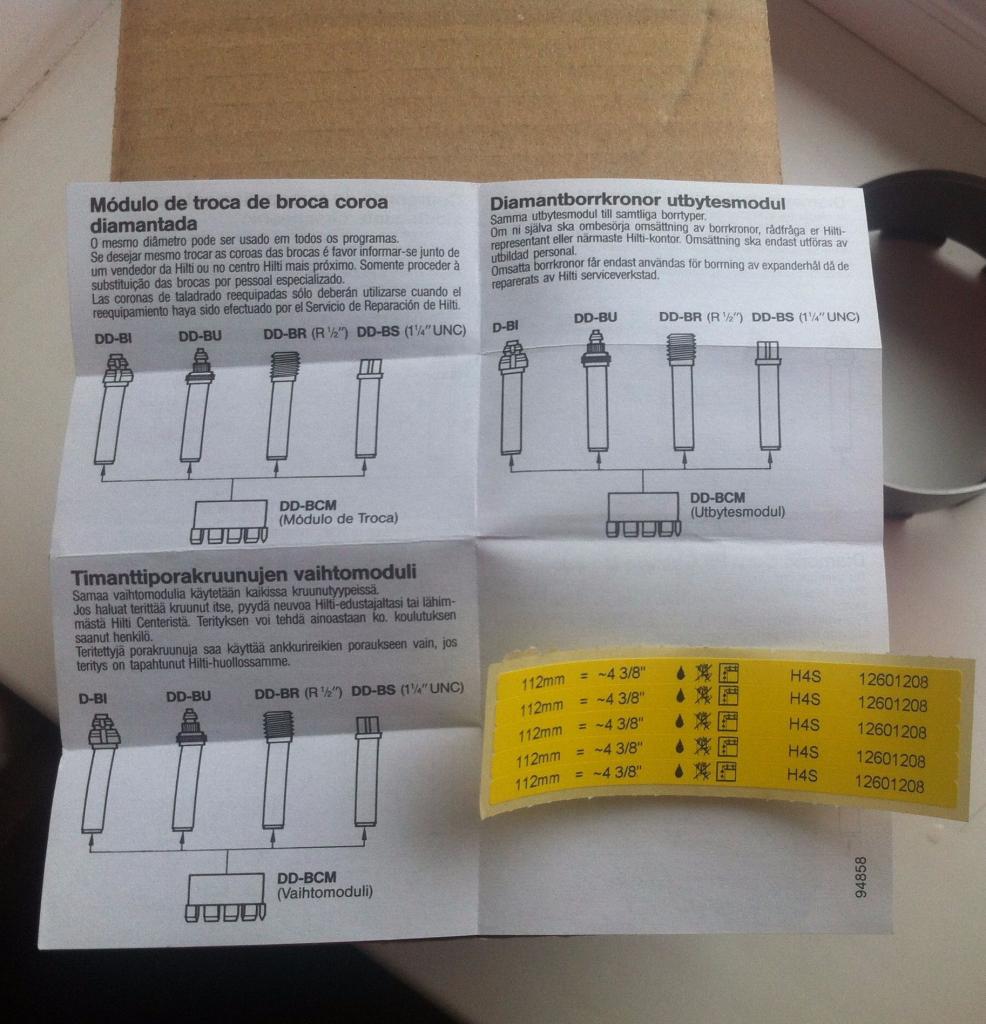 Módulo de troca de broca coroa
diamantada
O mesmo diâmetro pode ser usado em todos os programas.
Se desejar mesmo trocar as coroas das brocas é favor informar-se junto de
um vendedor da Hilti ou no centro Hilti mais próximo. Somente proceder à
substituição das brocas por pessoal especializado.
Las coronas de taladrado reequipadas sólo deberán utilizarse cuando el
reequipamiento haya sido efectuado por el Servicio de Reparación de Hilti.
DD-BI DD-BU DD-BR (R ½") DD-BS (1¼" UNC)
DD-BCM
(Módulo de Troca)
Diamantborrkronor utbytesmodul
Samma utbytesmodul till samtliga borrtyper.
Om ni själva ska ombesörja omsättning av borrkronor, rådfråga er Hilti-
representant eller närmaste Hilti-kontor. Omsättning ska endast utföras av
utbildad personal.
Omsatta borrkronor får endast användas för borrning av expanderhål då de
reparerats av Hilti serviceverkstad.
D-BI DD-BU DD-BR (R ½") DD-BS (1¼" UNC)
DD-BCM
(Utbytesmodul)
Timanttiporakruunujen vaihtomoduli
Samaa vaihtomodulia käytetään kaikissa kruunutyypeissä.
Jos haluat terittää kruunut itse, pyydä neuvoa Hilti-edustajaltasi tai lähim-
mästä Hilti Centeristä. Terityksen voi tehdä ainoastaan ko. koulutuksen
saanut henkilö.
Teritettyjä porakruunuja saa käyttää ankkurireikien poraukseen vain, jos
teritys on tapahtunut Hilti-huollossamme.
D-BI DD-BU DD-BR (R ½") DD-BS (1¼" UNC)
DD-BCM
(Vaihtomoduli)
112mm = ~4 3/8" H4S 12601208
112mm = ~4 3/8" H4S 12601208
112mm = ~4 3/8" H4S 12601208
112mm = ~4 3/8" H4S 12601208
112mm = ~4 3/8" H4S 12601208
94858